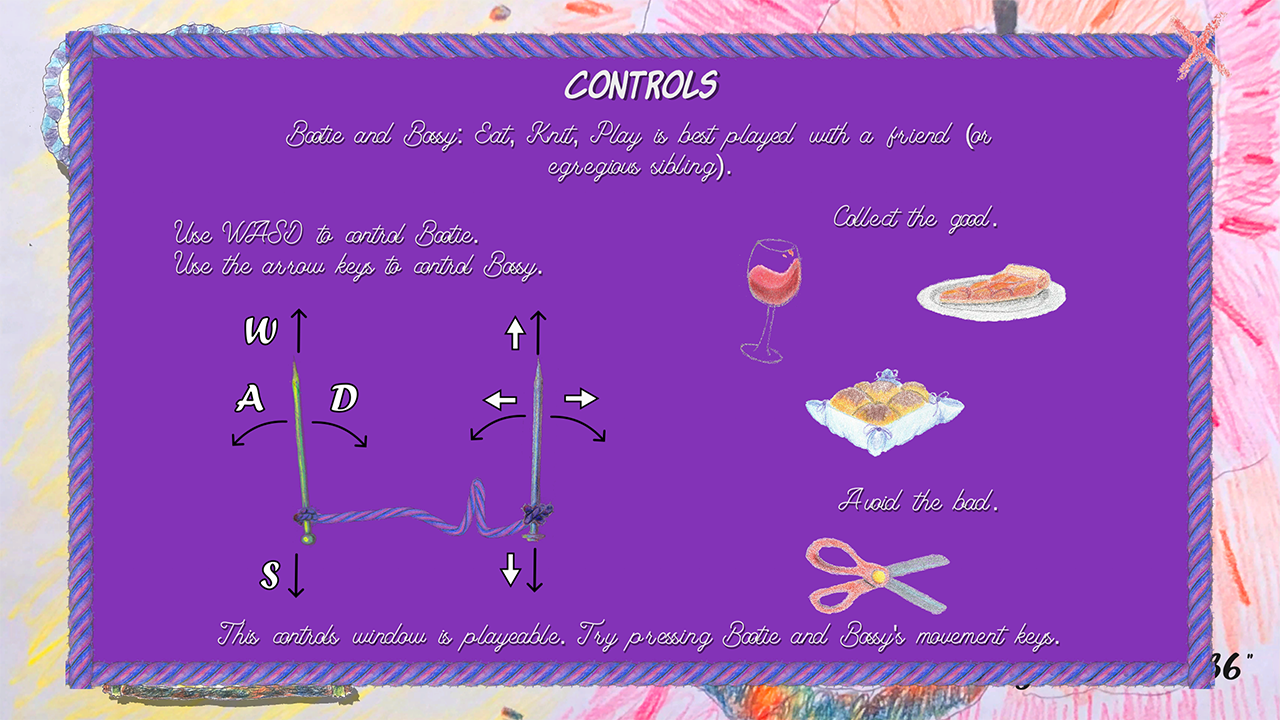 CONTROLS
Bootie and Bossy: Eat, Knit, Play is best played with a friend (or
egregious sibling).
Use WASD to control Bootie.
Use the arrow keys to control Bossy.
W
A D
S
Collect the good.
Avoid the bad.
This controls window is playeable. Try pressing Bootie and Bossy's movement keys.
36"